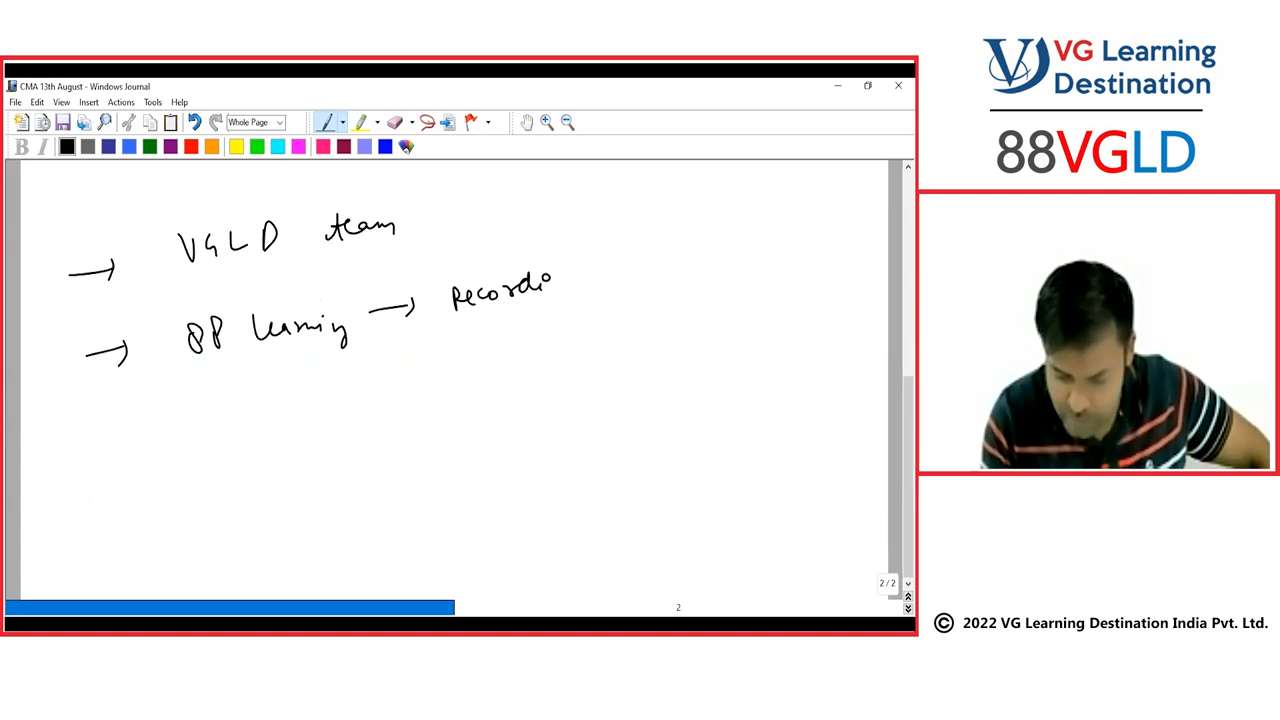 CMA 13th August - Windows Journal
File Edit View Insert Actions Tools Help
Whole Page
B I
→ VGLD team
→ 8P Learning → Recordio
2 / 2
2
VG Learning
Destination
88VGLD
© 2022 VG Learning Destination India Pvt. Ltd.